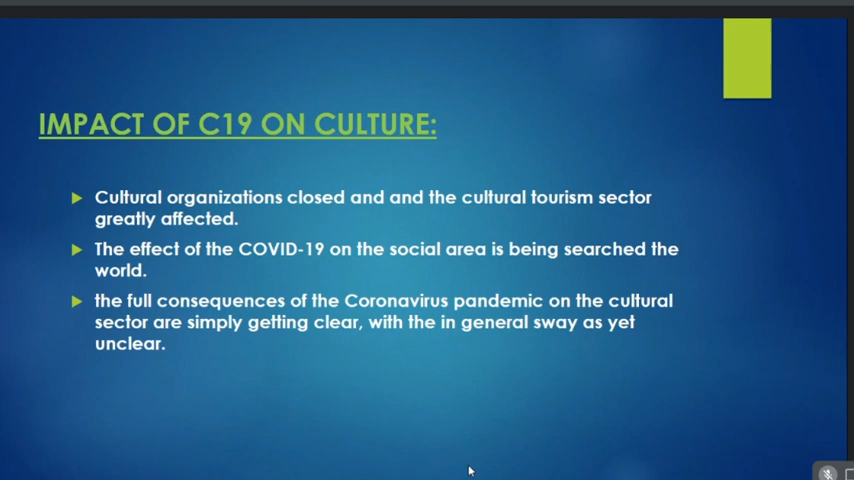 IMPACT OF C19 ON CULTURE:
Cultural organizations closed and and the cultural tourism sector
greatly affected.
The effect of the COVID-19 on the social area is being searched the
world.
the full consequences of the Coronavirus pandemic on the cultural
sector are simply getting clear, with the in general sway as yet
unclear.